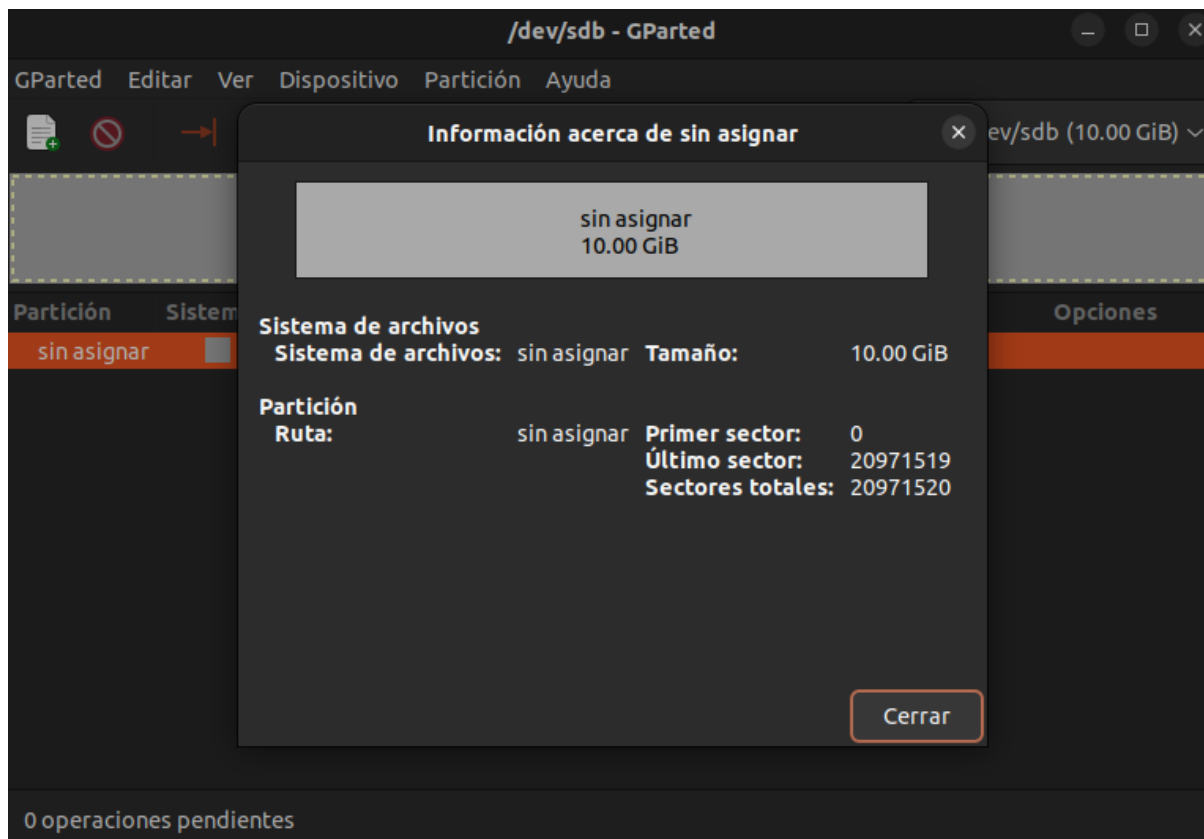 /dev/sdb - GParted
GParted Editar Ver Dispositivo Partición Ayuda
Información acerca de sin asignar
ev/sdb (10.00 GiB)
sin asignar
10.00 GiB
Partición Sistem Opciones
sin asignar
Sistema de archivos
Sistema de archivos: sin asignar Tamaño: 10.00 GiB
Partición
Ruta: sin asignar Primer sector: 0
Último sector: 20971519
Sectores totales: 20971520
Cerrar
0 operaciones pendientes